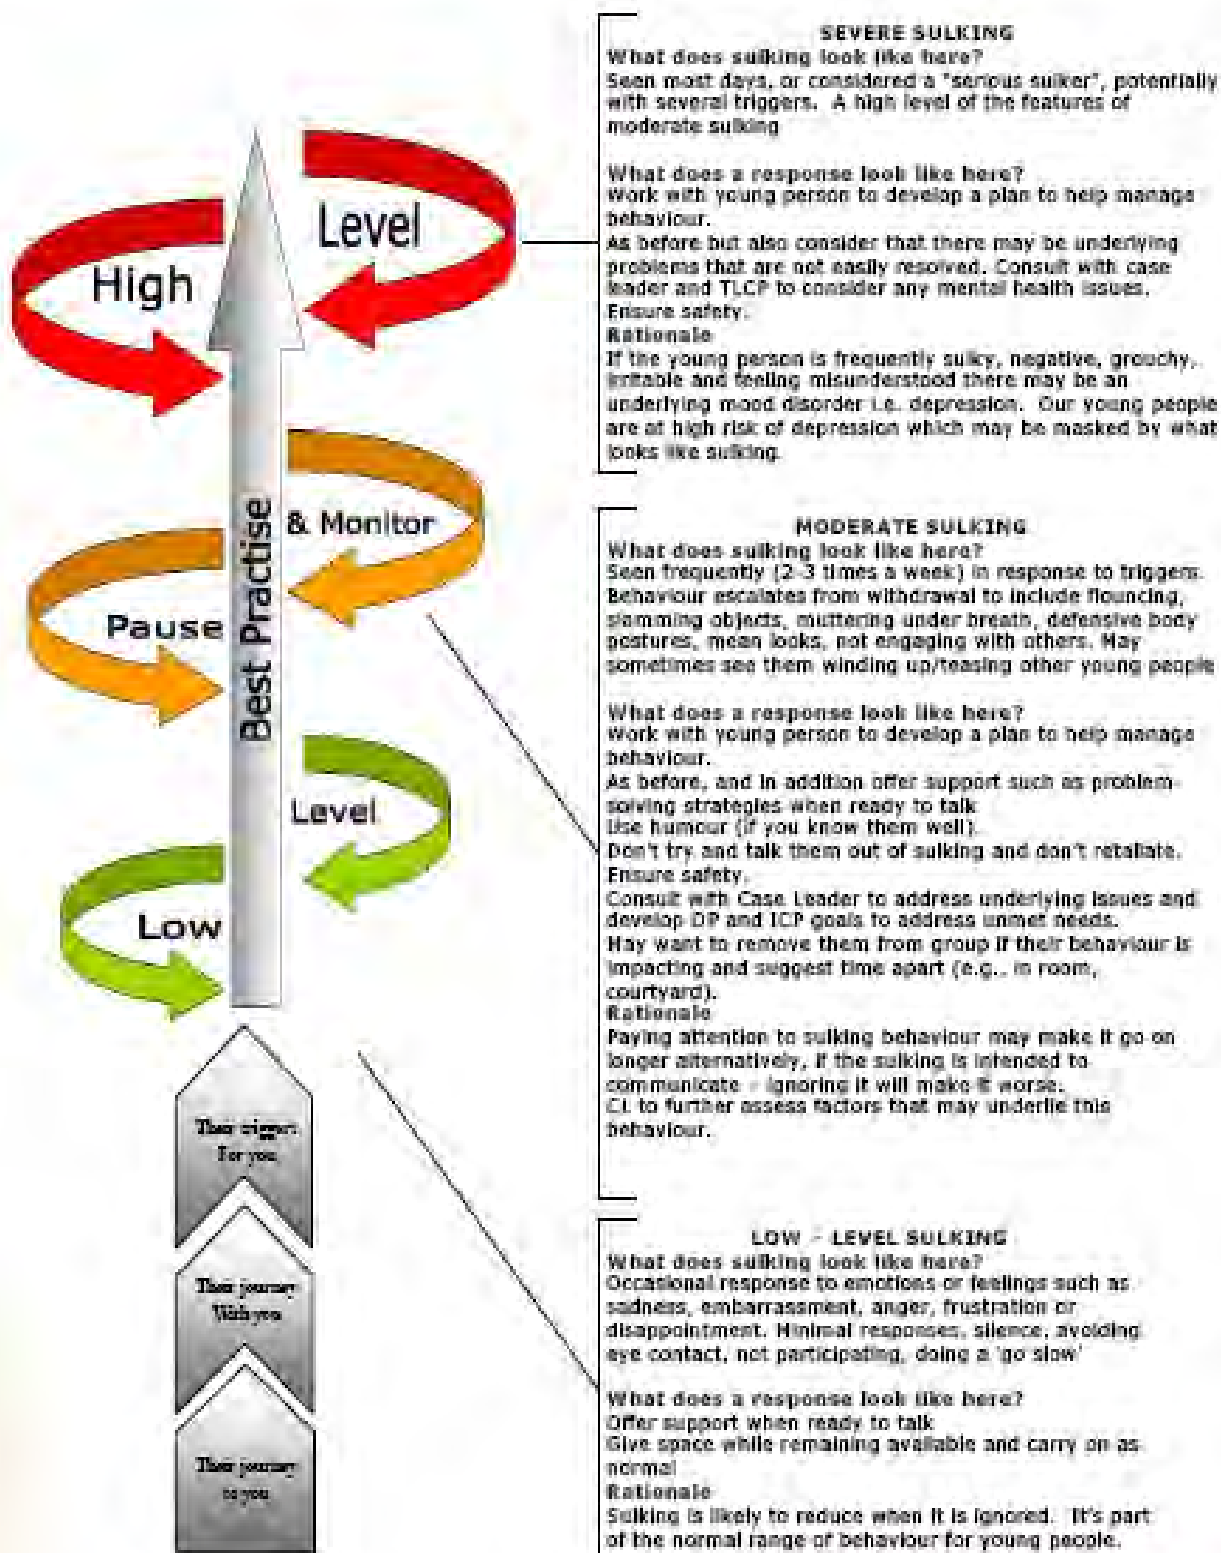 SEVERE SULKING
What does sulking look like here?
Seen most days, or considered a "serious sulker", potentially
with several triggers. A high level of the features of
moderate sulking
What does a response look like here?
Work with young person to develop a plan to help manage
behaviour.
As before but also consider that there may be underlying
problems that are not easily resolved. Consult with case
leader and TLCP to consider any mental health issues.
Ensure safety.
Rationale
If the young person is frequently sulky, negative, grouchy,
irritable and feeling misunderstood there may be an
underlying mood disorder i.e. depression. Our young people
are at high risk of depression which may be masked by what
looks like sulking.
High
Level
MODERATE SULKING
What does sulking look like here?
Seen frequently (2-3 times a week) in response to triggers.
Behaviour escalates from withdrawal to include flouncing,
slamming objects, muttering under breath, defensive body
postures, mean looks, not engaging with others. May
sometimes see them winding up/teasing other young people
What does a response look like here?
Work with young person to develop a plan to help manage
behaviour.
As before, and in addition offer support such as problem-
solving strategies when ready to talk
Use humour (if you know them well).
Don't try and talk them out of sulking and don't retaliate.
Ensure safety.
Consult with Case Leader to address underlying issues and
develop DP and ICP goals to address unmet needs.
May want to remove them from group if their behaviour is
impacting and suggest time apart (e.g., in room,
courtyard).
Rationale
Paying attention to sulking behaviour may make it go on
longer alternatively, if the sulking is intended to
communicate - ignoring it will make it worse.
CL to further assess factors that may underlie this
behaviour.
Pause
& Monitor
Best Practise
Low
Level
LOW - LEVEL SULKING
What does sulking look like here?
Occasional response to emotions or feelings such as
sadness, embarrassment, anger, frustration or
disappointment. Minimal responses, silence, avoiding
eye contact, not participating, doing a 'go slow'
What does a response look like here?
Offer support when ready to talk
Give space while remaining available and carry on as
normal
Rationale
Sulking is likely to reduce when it is ignored. It's part
of the normal range of behaviour for young people.
Their triggers
For you
Their journey
With you
Their journey
to you